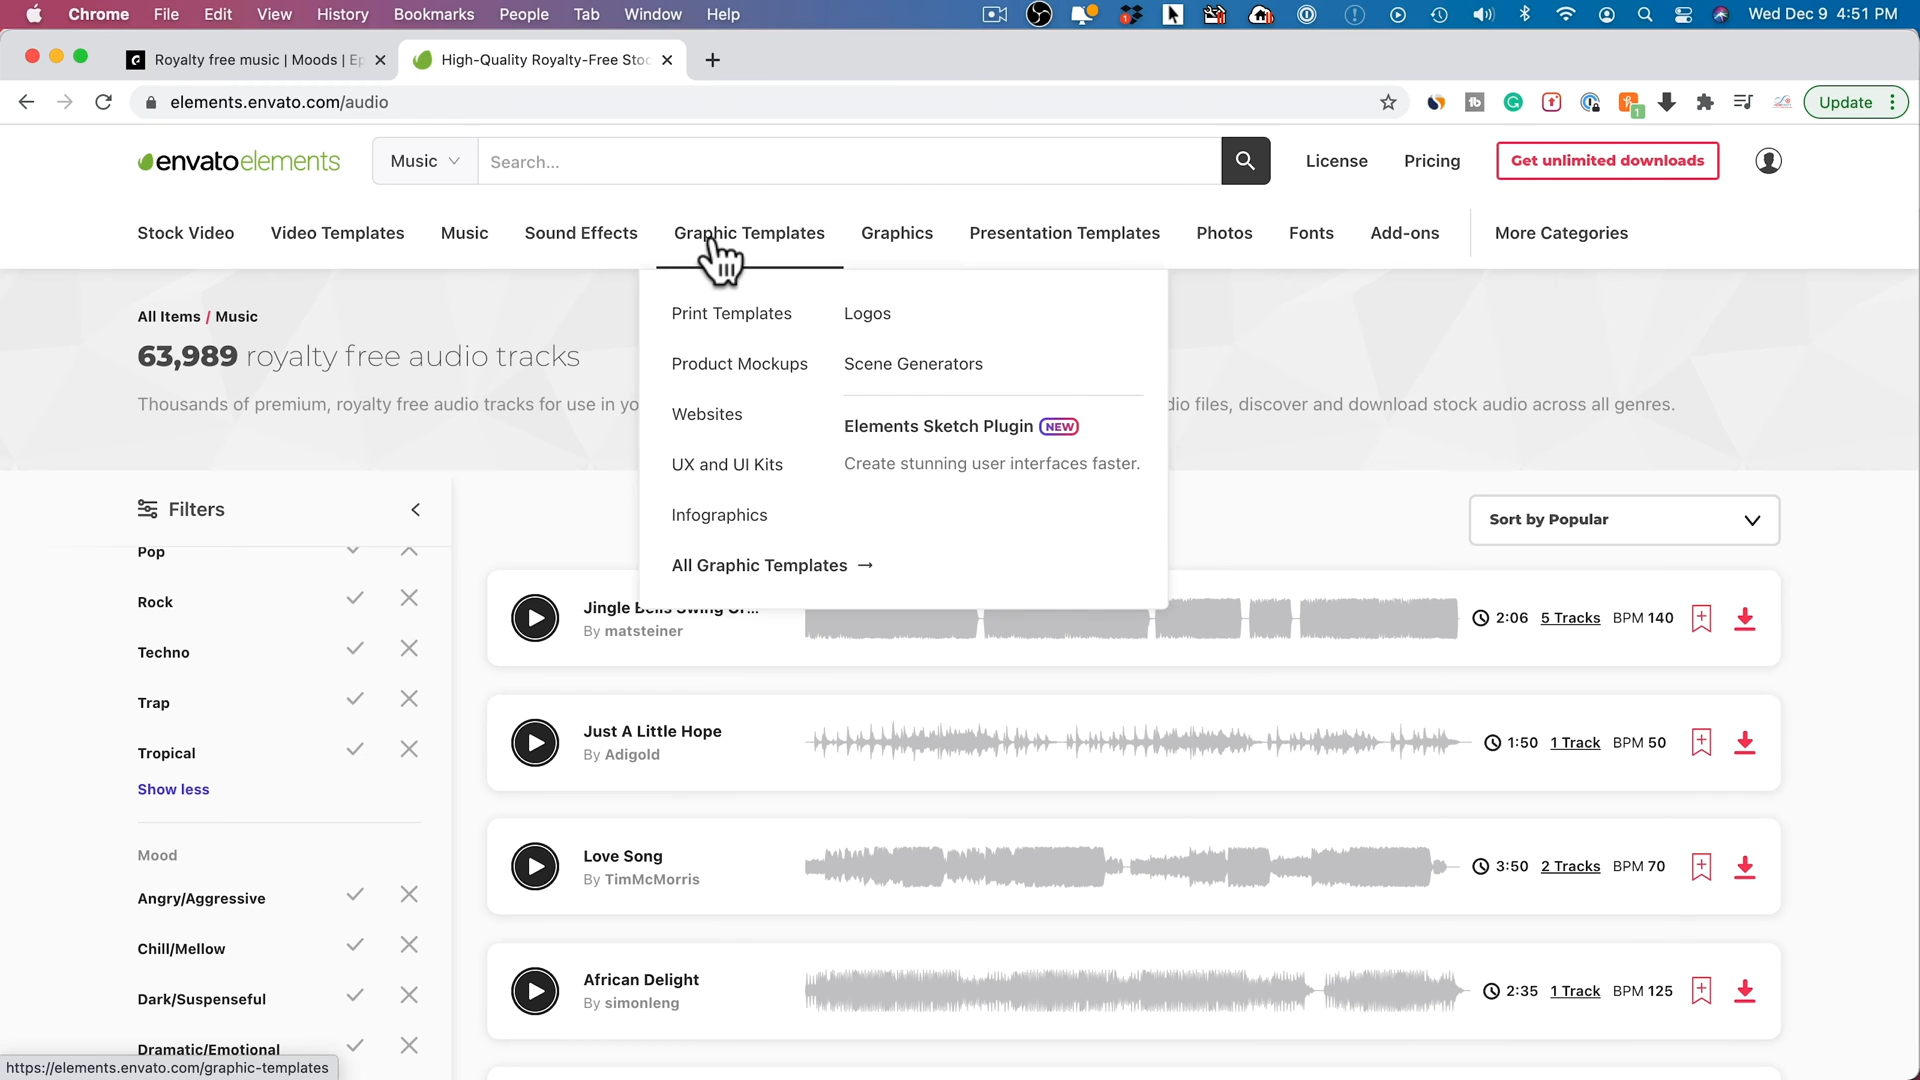 Chrome File Edit View History Bookmarks People Tab Window Help
Wed Dec 9 4:51 PM
Royalty free music | Moods | Ep
High-Quality Royalty-Free Stoc
elements.envato.com/audio
Update
envatoelements
Music
Search...
License
Pricing
Get unlimited downloads
Stock Video
Video Templates
Music
Sound Effects
Graphic Templates
Graphics
Presentation Templates
Photos
Fonts
Add-ons
More Categories
Print Templates
Product Mockups
Websites
UX and UI Kits
Infographics
All Graphic Templates →
Logos
Scene Generators
Elements Sketch Plugin NEW
Create stunning user interfaces faster.
All Items / Music
63,989 royalty free audio tracks
Thousands of premium, royalty free audio tracks for use in yo
dio files, discover and download stock audio across all genres.
Filters
Pop
Rock
Techno
Trap
Tropical
Show less
Mood
Angry/Aggressive
Chill/Mellow
Dark/Suspenseful
Dramatic/Emotional
Sort by Popular
Jingle Bells Swing Or...
By matsteiner
2:06 5 Tracks BPM 140
Just A Little Hope
By Adigold
1:50 1 Track BPM 50
Love Song
By TimMcMorris
3:50 2 Tracks BPM 70
African Delight
By simonleng
2:35 1 Track BPM 125
https://elements.envato.com/graphic-templates